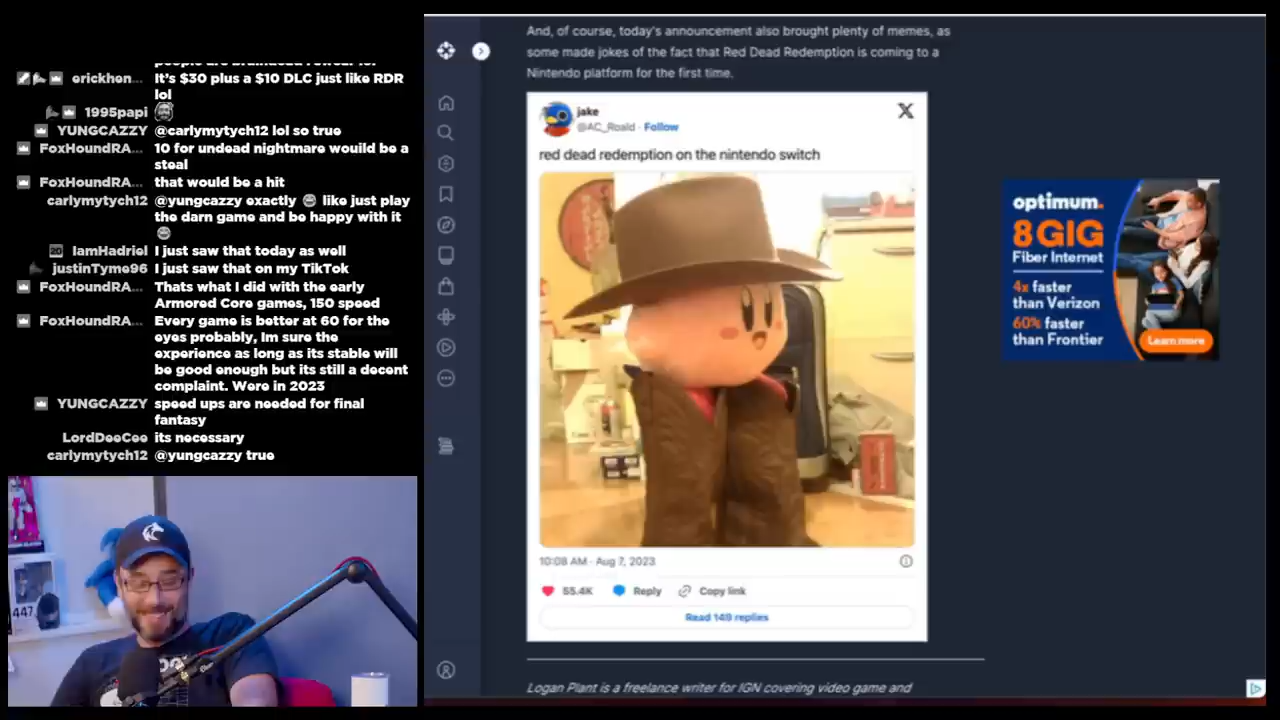 erickhen... It's $30 plus a $10 DLC just like RDR
lol
1995papi
YUNGCAZZY @carlymytych12 lol so true
FoxHoundRA... 10 for undead nightmare wouild be a
steal
FoxHoundRA... that would be a hit
carlymytych12 @yungcazzy exactly like just play
the darn game and be happy with it
IamHadriel I just saw that today as well
justinTyme96 I just saw that on my TikTok
FoxHoundRA... Thats what I did with the early
Armored Core games, 150 speed
FoxHoundRA... Every game is better at 60 for the
eyes probably, Im sure the
experience as long as its stable will
be good enough but its still a decent
complaint. Were in 2023
YUNGCAZZY speed ups are needed for final
fantasy
LordDeeCee its necessary
carlymytych12 @yungcazzy true
447
And, of course, today's announcement also brought plenty of memes, as
some made jokes of the fact that Red Dead Redemption is coming to a
Nintendo platform for the first time.
jake
@AC_Roald · Follow
red dead redemption on the nintendo switch
10:08 AM · Aug 7, 2023
55.4K Reply Copy link
Read 149 replies
Logan Plant is a freelance writer for IGN covering video game and
optimum.
8 GIG
Fiber Internet
4x faster
than Verizon
60% faster
than Frontier
Learn more